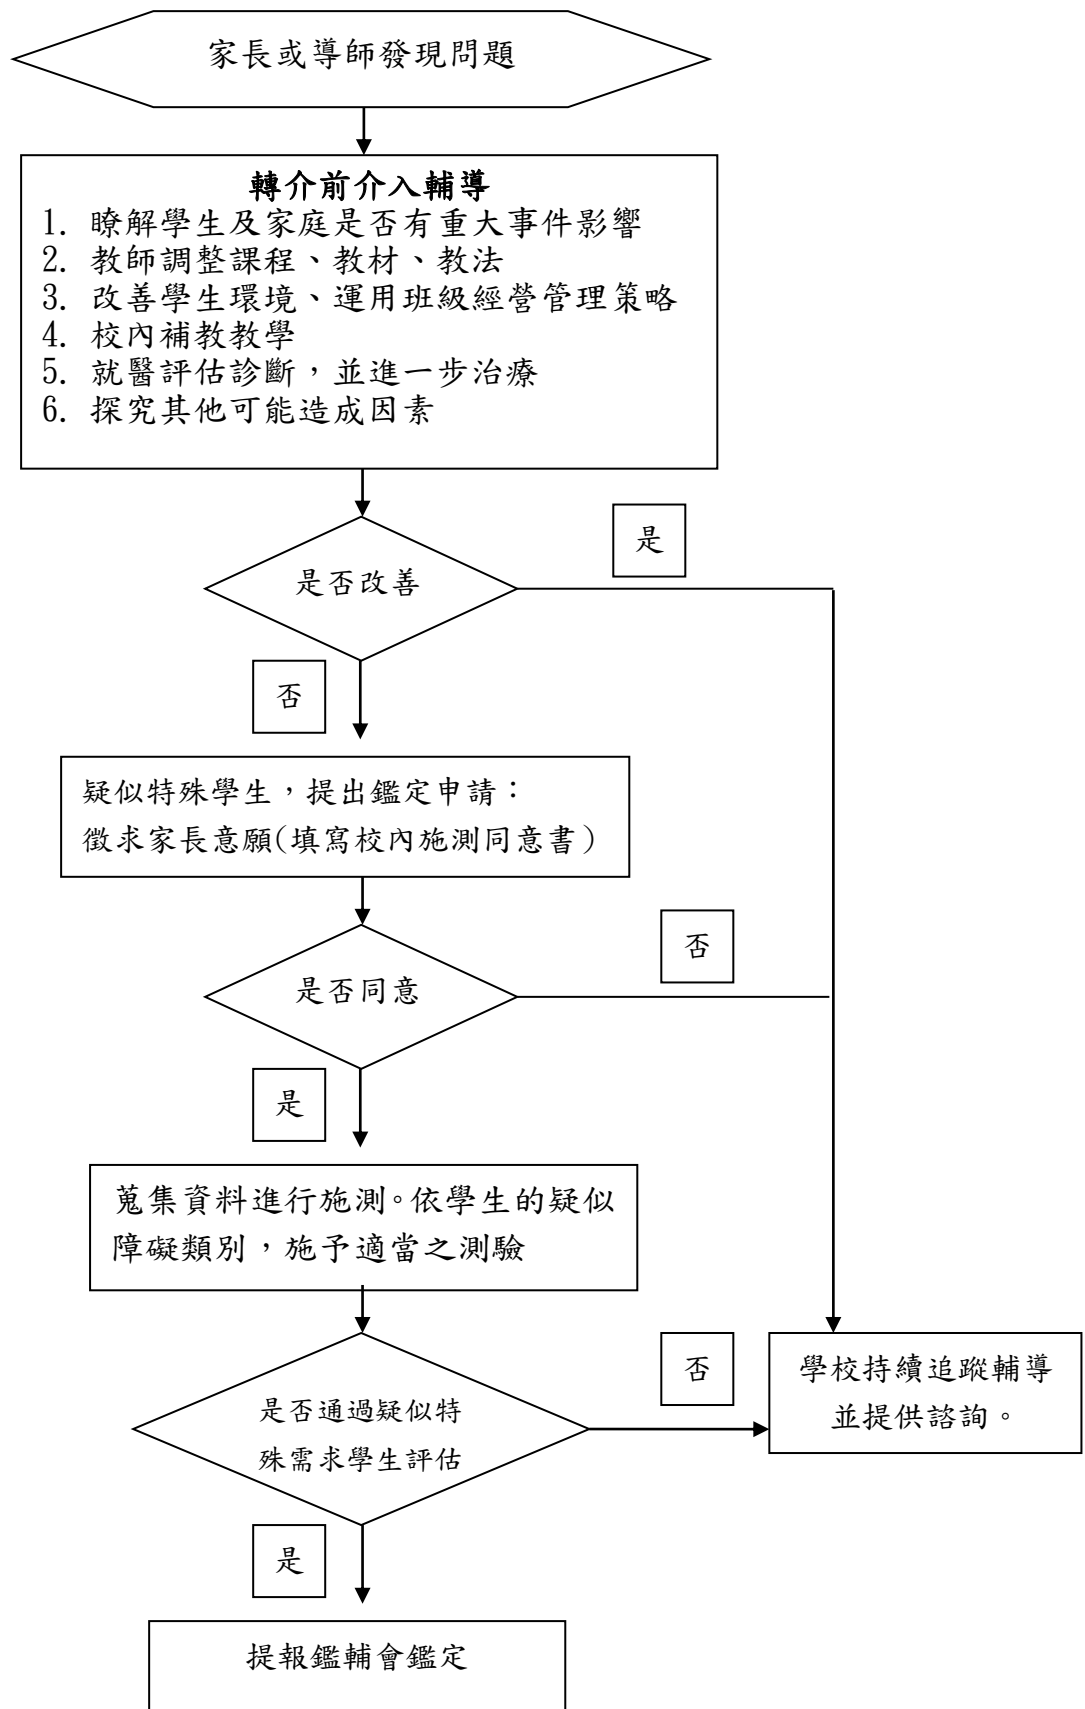 家長或導師發現問題
轉介前介入輔導
1. 瞭解學生及家庭是否有重大事件影響
2. 教師調整課程、教材、教法
3. 改善學生環境、運用班級經營管理策略
4. 校內補教教學
5. 就醫評估診斷，並進一步治療
6. 探究其他可能造成因素
是
是否改善
否
疑似特殊學生，提出鑑定申請：
徵求家長意願(填寫校內施測同意書)
否
是否同意
是
蒐集資料進行施測。依學生的疑似
障礙類別，施予適當之測驗
否
學校持續追蹤輔導
並提供諮詢。
是否通過疑似特
殊需求學生評估
是
提報鑑輔會鑑定